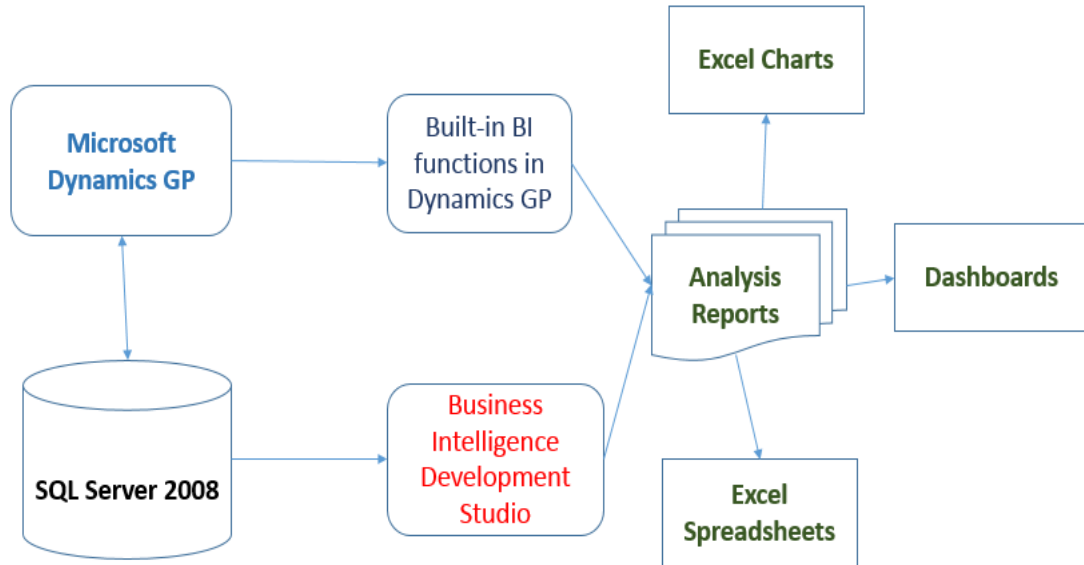 Excel Charts
Microsoft
Dynamics GP
Built-in BI
functions in
Dynamics GP
Analysis
Reports
Dashboards
SQL Server 2008
Business
Intelligence
Development
Studio
Excel
Spreadsheets